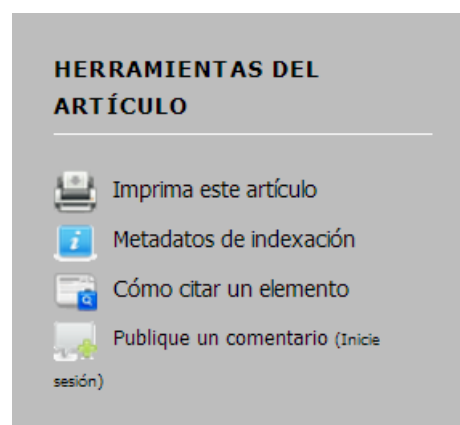 HERRAMIENTAS DEL
ARTÍCULO
Imprima este artículo
Metadatos de indexación
Cómo citar un elemento
Publique un comentario (Inicie
sesión)